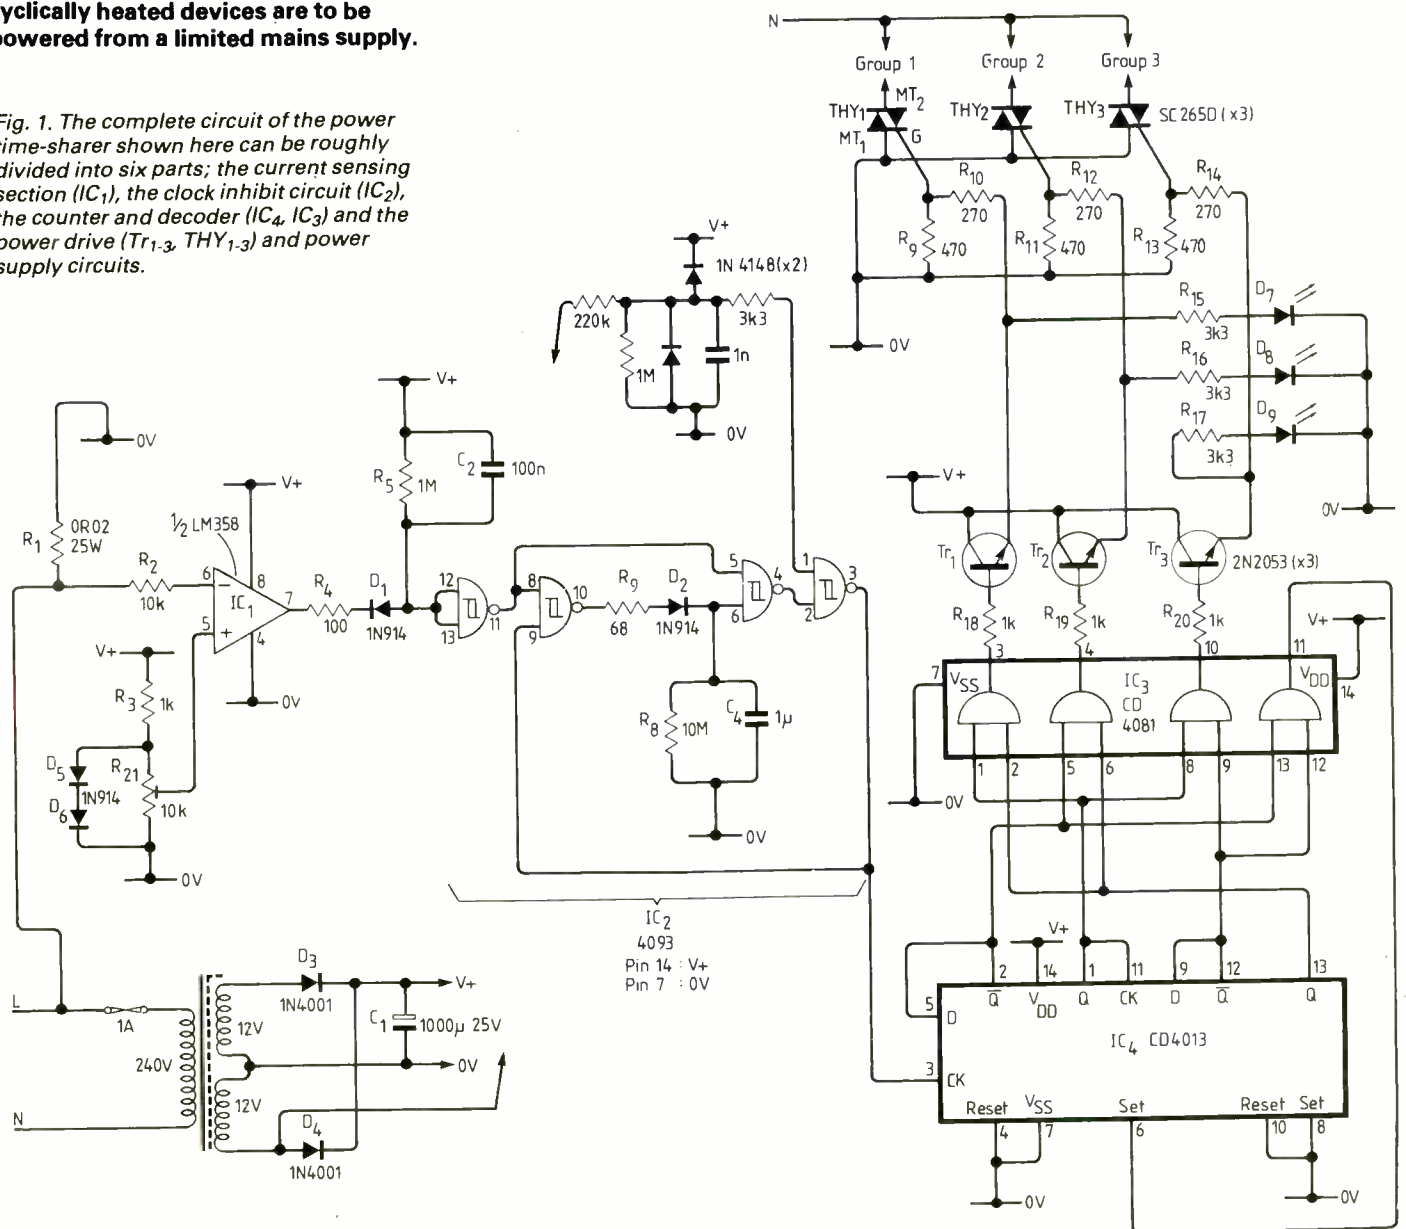 yclically heated devices are to be
powered from a limited mains supply.
Fig. 1. The complete circuit of the power
time-sharer shown here can be roughly
divided into six parts; the current sensing
section (IC1), the clock inhibit circuit (IC2),
the counter and decoder (IC4, IC3) and the
power drive (Tr1-3, THY1-3) and power
supply circuits.
N
Group 1
Group 2
Group 3
THY1
MT2
MT1
G
THY2
THY3
SC265D (x3)
R10
270
R12
270
R14
270
R9
470
R11
470
R13
470
0V
V+
1N 4148(x2)
220k
3k3
1M
1n
0V
R15
3k3
D7
R16
3k3
D8
R17
3k3
D9
0V
V+
R5
1M
C2
100n
0V
R1
0R02
25W
½ LM358
V+
R2
10k
6
5
8
7
4
IC1
0V
R4
100
D1
1N914
12
13
11
8
9
10
R9
68
D2
1N914
5
6
4
1
2
3
R8
10M
C4
1µ
0V
V+
R3
1k
D5
1N914
D6
R21
10k
0V
V+
Tr1
Tr2
Tr3
2N2053 (x3)
R18
1k
R19
1k
R20
1k
V+
3
4
10
11
14
7
VSS
IC3
CD
4081
VDD
0V
1
2
5
6
8
9
13
12
IC2
4093
Pin 14 : V+
Pin 7 : 0V
L
1A
240V
N
12V
12V
D3
1N4001
D4
1N4001
C1
1000µ 25V
V+
0V
V+
2
14
1
11
9
12
13
Q̅
VDD
Q
CK
D
Q̅
Q
5
D
IC4 CD4013
3
CK
Reset
VSS
Set
Reset
Set
4
7
6
10
8
0V
0V